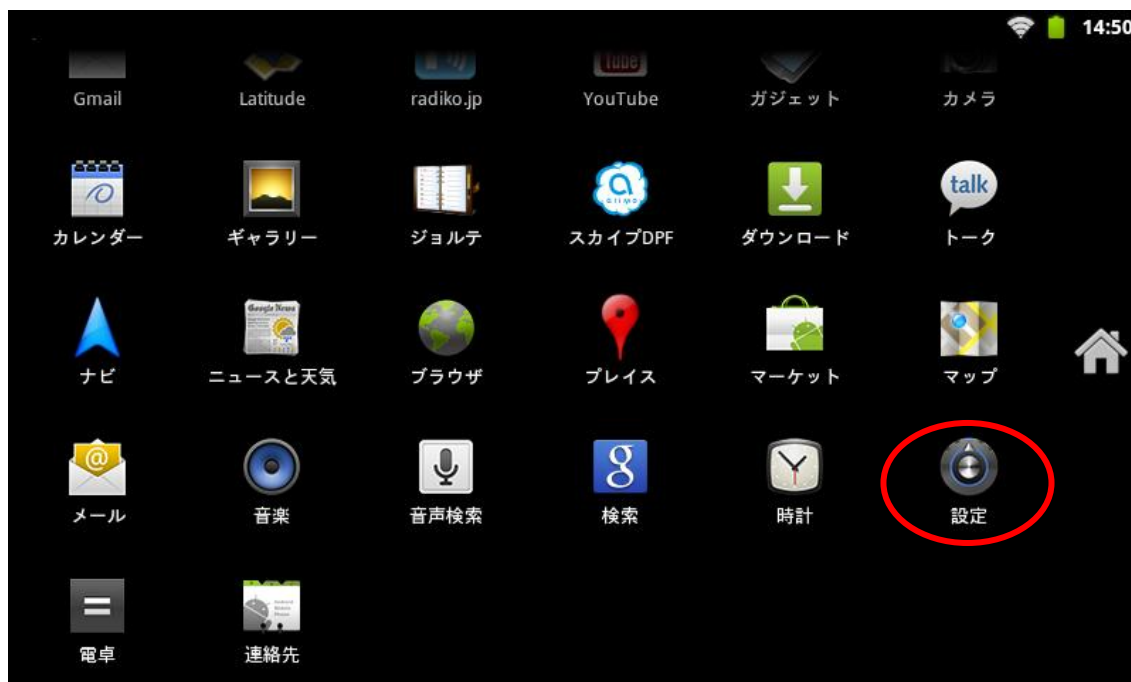 14:50
Tube
Gmail Latitude radiko.jp YouTube ガジェット カメラ
talk
カレンダー ギャラリー ジョルテ スカイプDPF ダウンロード トーク
Google News
ナビ ニュースと天気 ブラウザ プレイス マーケット マップ
メール 音楽 音声検索 検索 時計 設定
電卓 連絡先